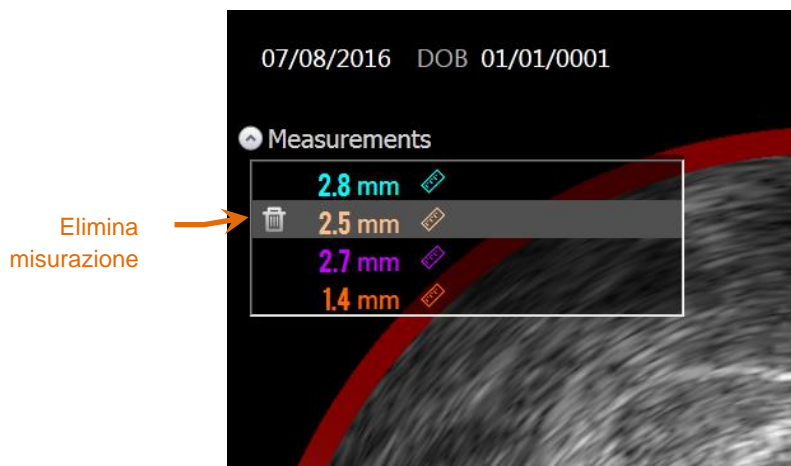 07/08/2016 DOB 01/01/0001
Measurements
2.8 mm
2.5 mm
2.7 mm
1.4 mm
Elimina
misurazione